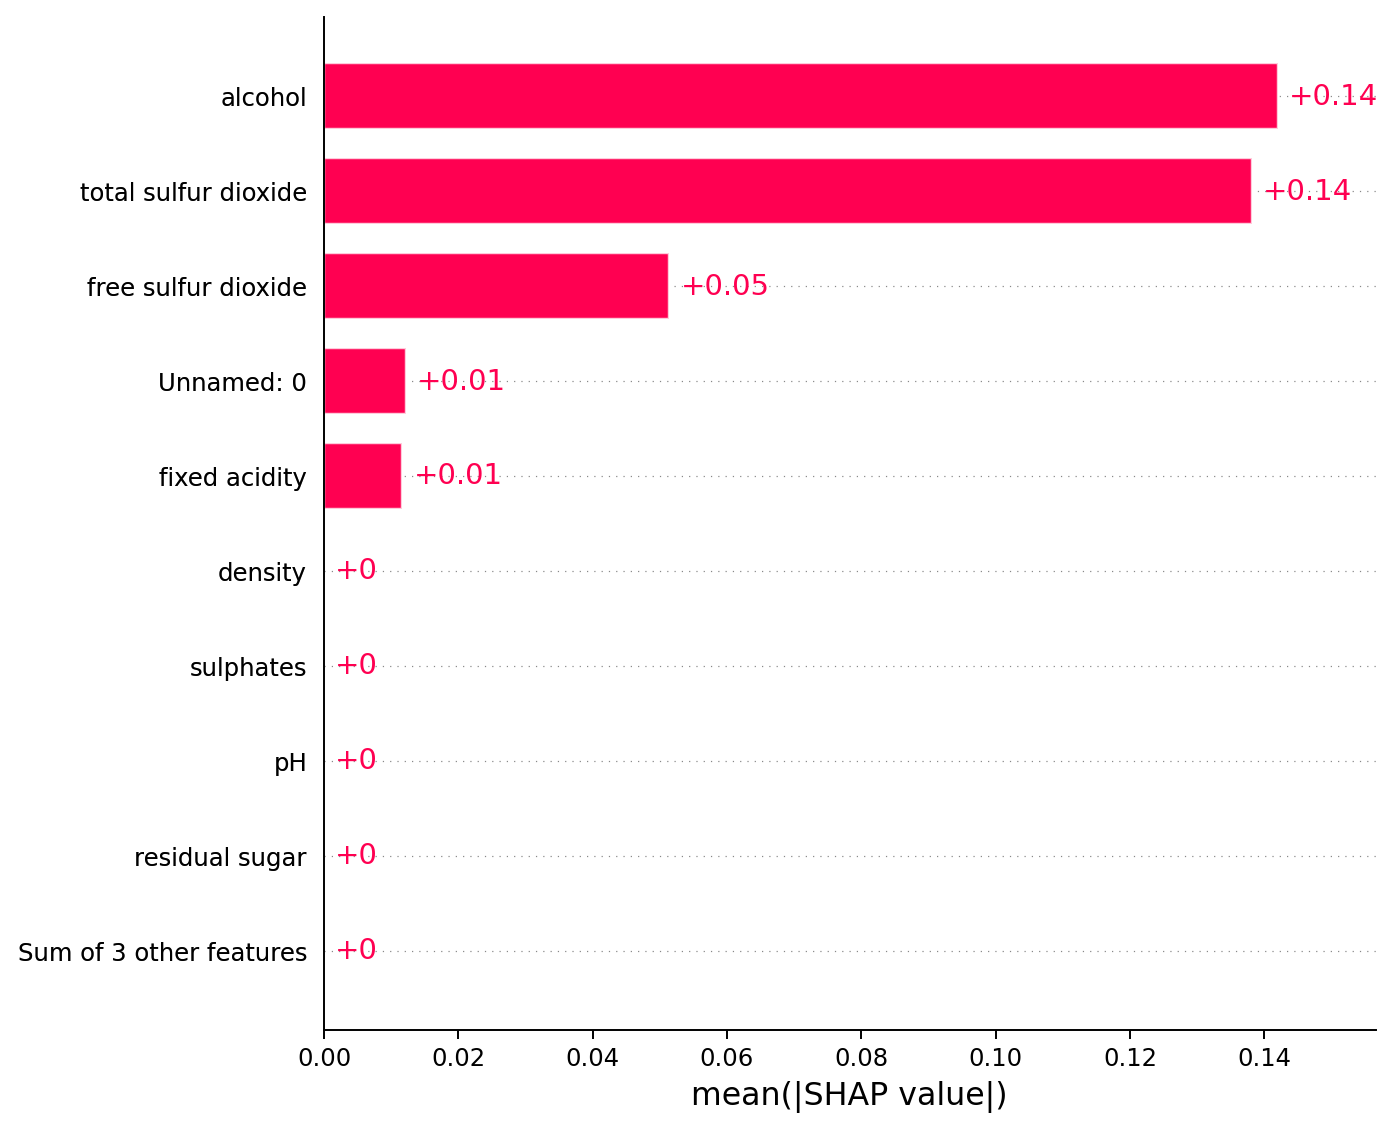 alcohol +0.14
total sulfur dioxide +0.14
free sulfur dioxide +0.05
Unnamed: 0 +0.01
fixed acidity +0.01
density +0
sulphates +0
pH +0
residual sugar +0
Sum of 3 other features +0
0.00 0.02 0.04 0.06 0.08 0.10 0.12 0.14
mean(|SHAP value|)